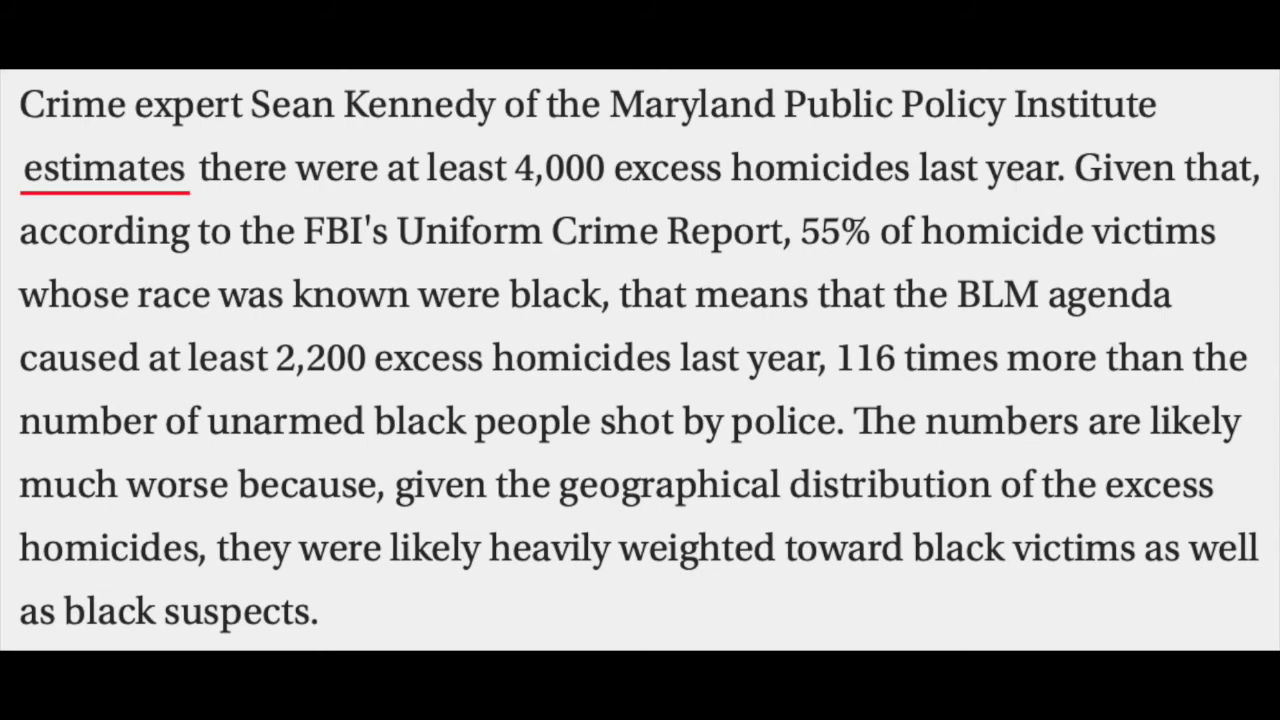 Crime expert Sean Kennedy of the Maryland Public Policy Institute
estimates there were at least 4,000 excess homicides last year. Given that,
according to the FBI's Uniform Crime Report, 55% of homicide victims
whose race was known were black, that means that the BLM agenda
caused at least 2,200 excess homicides last year, 116 times more than the
number of unarmed black people shot by police. The numbers are likely
much worse because, given the geographical distribution of the excess
homicides, they were likely heavily weighted toward black victims as well
as black suspects.